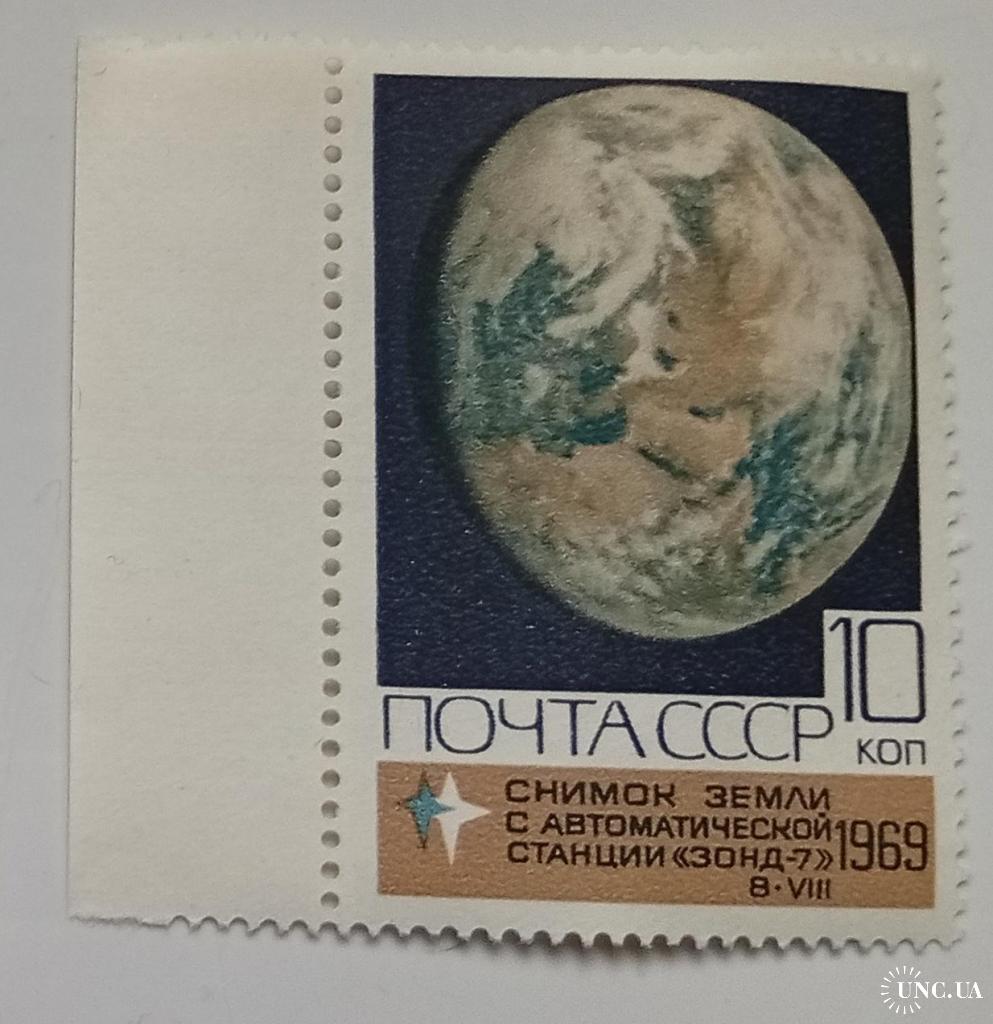 10
ПОЧТА СССР КОП
СНИМОК ЗЕМЛИ
С АВТОМАТИЧЕСКОЙ
СТАНЦИИ «ЗОНД-7» 1969
8·VIII
UNC.UA